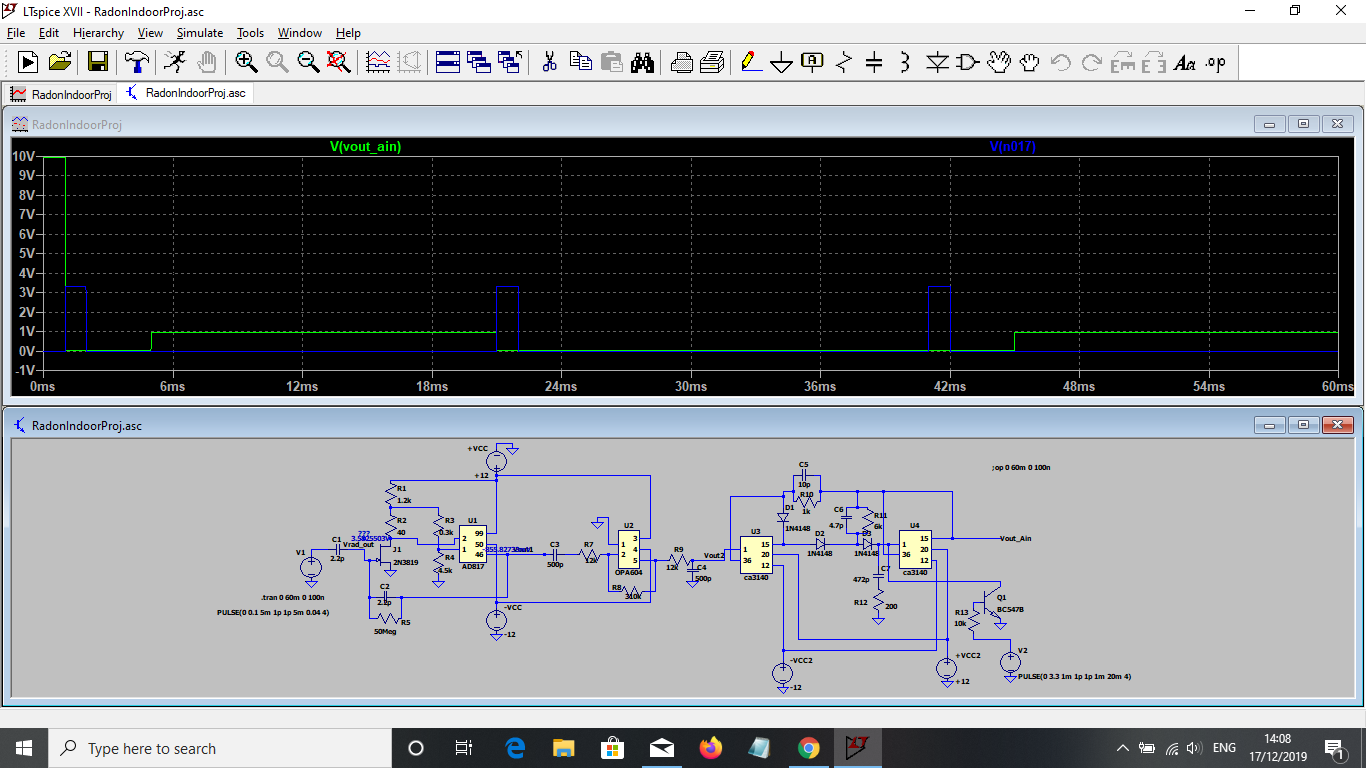 LTspice XVII - RadonIndoorProj.asc
File Edit Hierarchy View Simulate Tools Window Help
RadonIndoorProj RadonIndoorProj.asc
RadonIndoorProj
V(vout_ain) V(n017)
10V
9V
8V
7V
6V
5V
4V
3V
2V
1V
0V
-1V
0ms 6ms 12ms 18ms 24ms 30ms 36ms 42ms 48ms 54ms 60ms
RadonIndoorProj.asc
+VCC
+12
;op 0 60m 0 100n
C5
10p
R10
1k
R1
1.2k
R2
40
R3
0.3k
U1
99
2
50
1
46
AD817
R4
4.5k
C1
2.2p
Vrad_out
J1
2N3819
V1
.tran 0 60m 0 100n
PULSE(0 0.1 5m 1p 1p 5m 0.04 4)
C2
2.2p
R5
50Meg
-VCC
-12
C3
500p
R7
12k
U2
3
1
4
2
5
OPA604
R8
310k
R9
12k
Vout2
C4
500p
D1
1N4148
U3
15
1
20
36
12
ca3140
D2
1N4148
C6
4.7p
R11
6k
D3
1N4148
U4
15
1
20
36
12
ca3140
Vout_Ain
C7
472p
R12
200
Q1
BC547B
R13
10k
V2
PULSE(0 3.3 1m 1p 1p 1m 20m 4)
-VCC2
-12
+VCC2
+12
Type here to search
ENG
14:08
17/12/2019
1